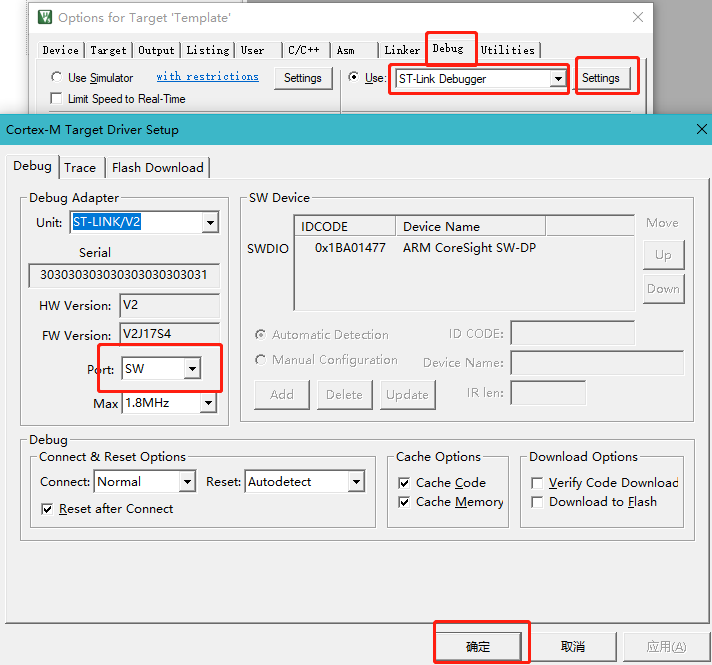 Options for Target 'Template'
Device Target Output Listing User C/C++ Asm Linker Debug Utilities
Use Simulator with restrictions Settings Use: ST-Link Debugger Settings
Limit Speed to Real-Time
Cortex-M Target Driver Setup
Debug Trace Flash Download
Debug Adapter
Unit: ST-LINK/V2
Serial
303030303030303030303031
HW Version: V2
FW Version: V2J17S4
Port: SW
Max 1.8MHz
SW Device
IDCODE Device Name
SWDIO 0x1BA01477 ARM CoreSight SW-DP
Move
Up
Down
Automatic Detection ID CODE:
Manual Configuration Device Name:
Add Delete Update IR len:
Debug
Connect & Reset Options
Connect: Normal Reset: Autodetect
Reset after Connect
Cache Options
Cache Code
Cache Memory
Download Options
Verify Code Download
Download to Flash
确定 取消 应用(A)